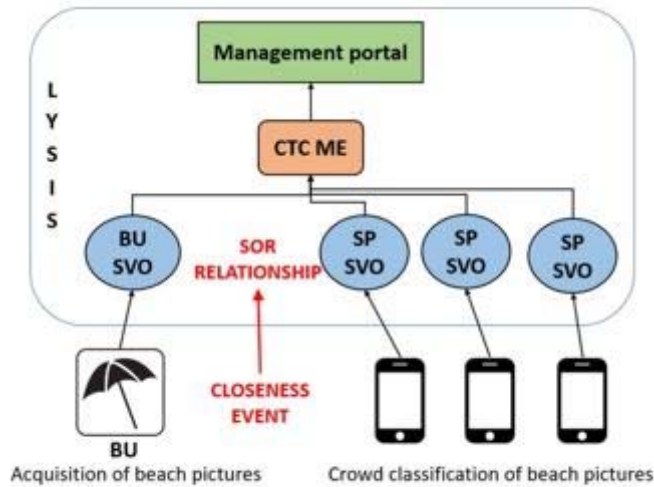 Management portal
LYSIS
CTC ME
BU
SVO
SOR
RELATIONSHIP
SP
SVO
SP
SVO
SP
SVO
CLOSENESS
EVENT
BU
Acquisition of beach pictures
Crowd classification of beach pictures